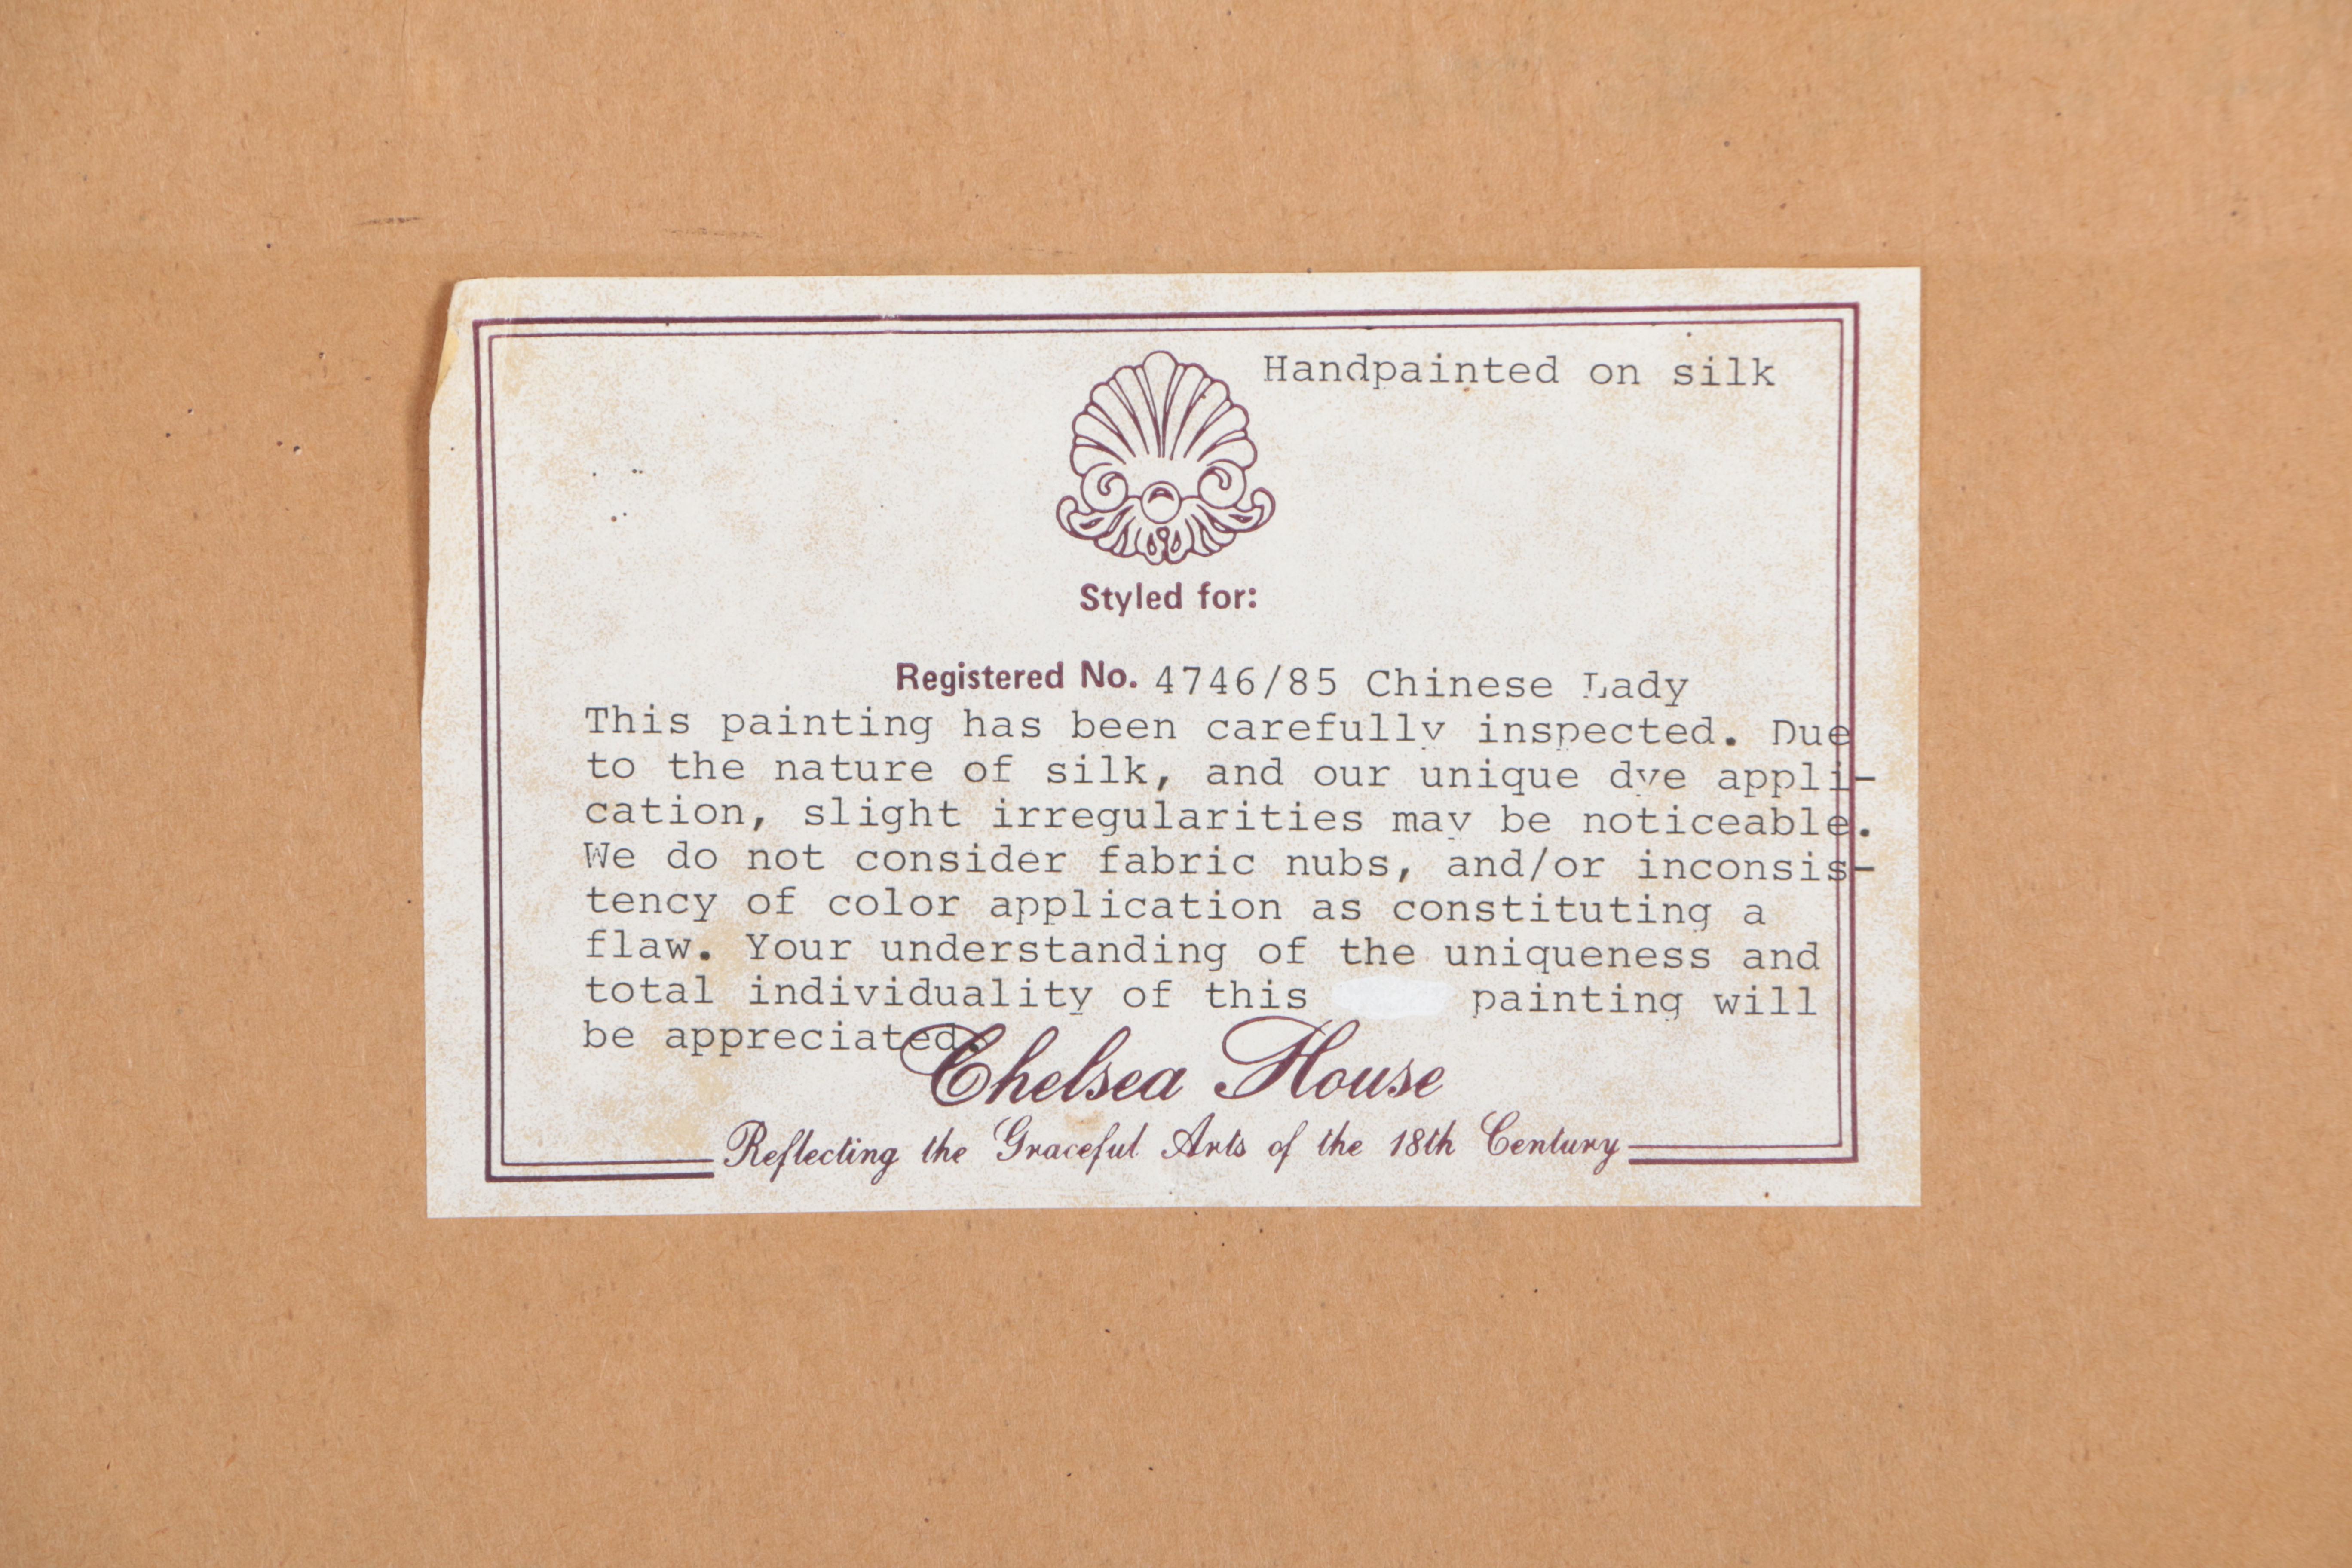 Handpainted on silk
Styled for:
Registered No. 4746/85 Chinese Lady
This painting has been carefully inspected. Due
to the nature of silk, and our unique dye appli-
cation, slight irregularities may be noticeable.
We do not consider fabric nubs, and/or inconsis-
tency of color application as constituting a
flaw. Your understanding of the uniqueness and
total individuality of this painting will
be appreciated.
Chelsea House
Reflecting the Graceful Arts of the 18th Century